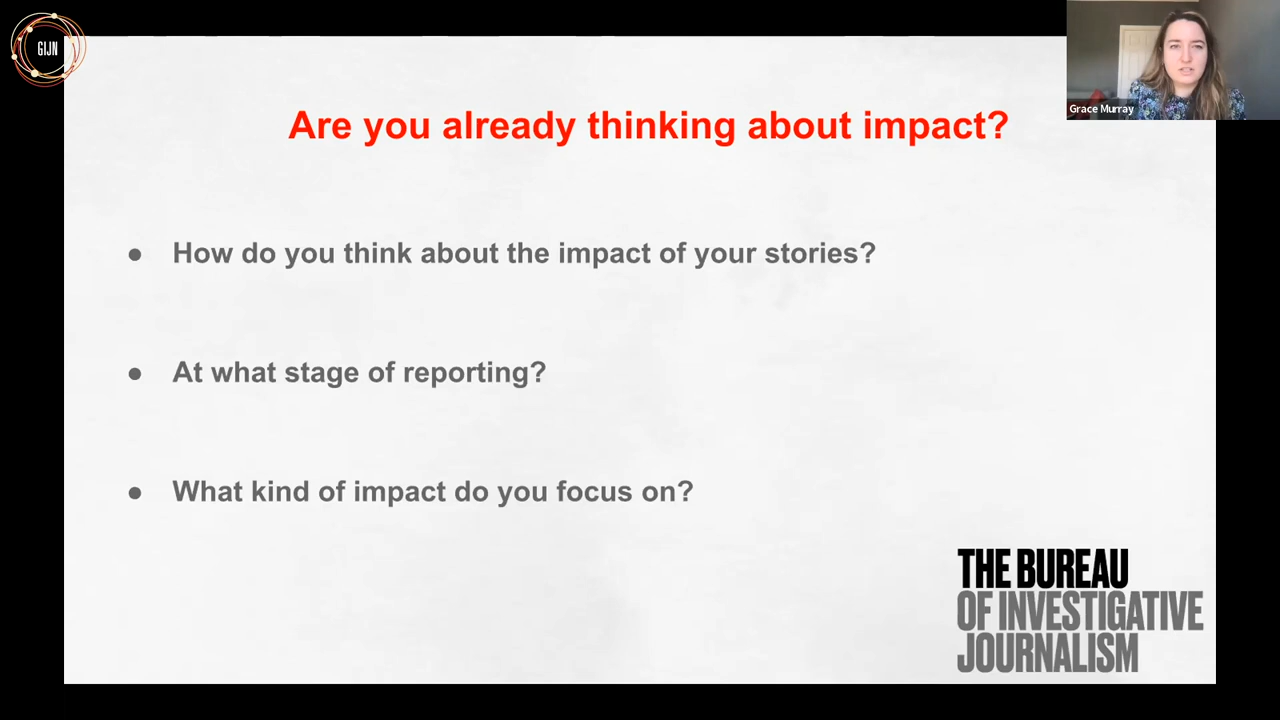 GIJN
Grace Murray
Are you already thinking about impact?
● How do you think about the impact of your stories?
● At what stage of reporting?
● What kind of impact do you focus on?
THE BUREAU
OF INVESTIGATIVE
JOURNALISM